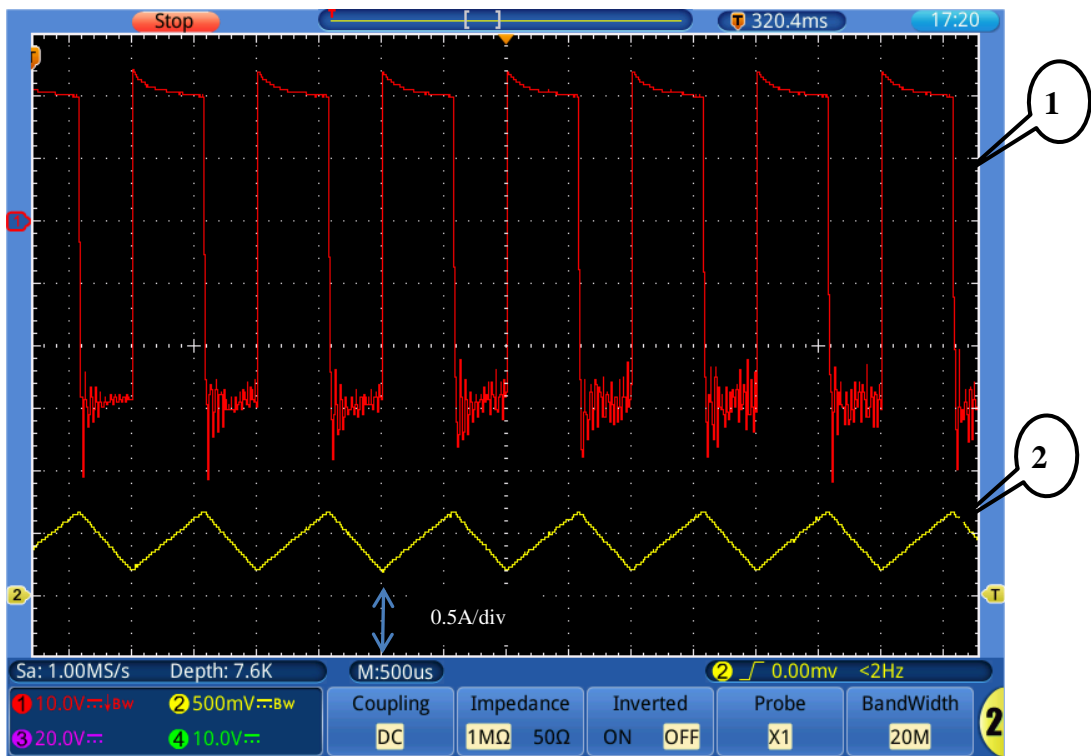 Stop
T 320.4ms
17:20
T
1
1
2
2
T
0.5A/div
Sa: 1.00MS/s Depth: 7.6K
M:500us
2 0.00mv <2Hz
1 10.0V BW 2 500mV BW
3 20.0V 4 10.0V
Coupling
DC
Impedance
1MΩ 50Ω
Inverted
ON OFF
Probe
X1
BandWidth
20M
2